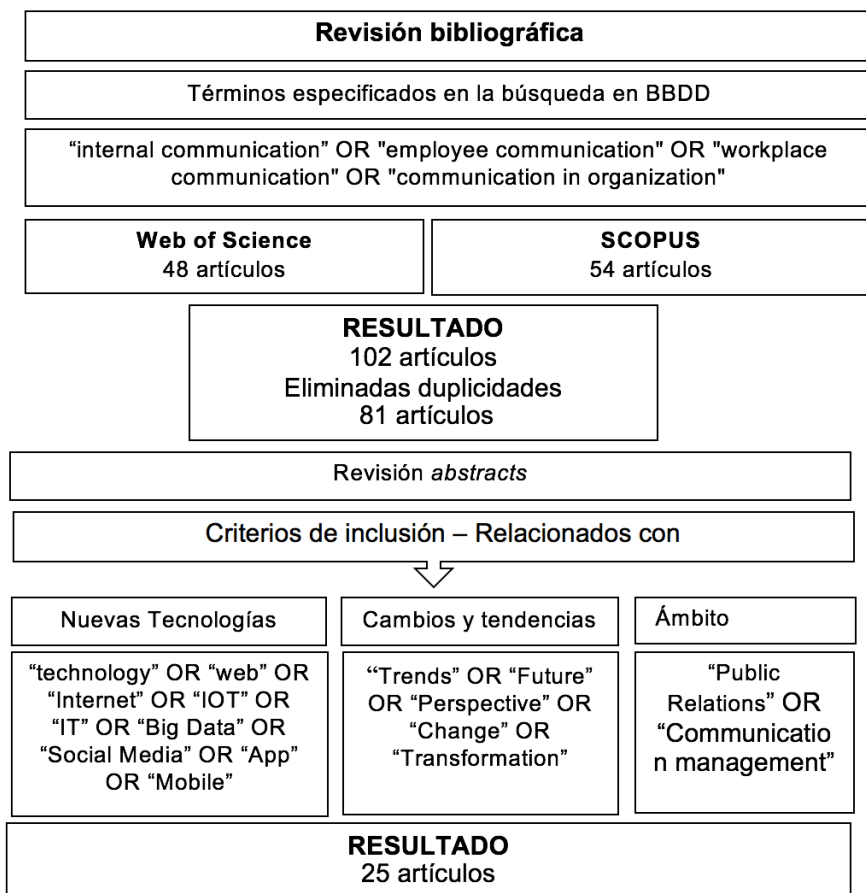 Revisión bibliográfica
Términos especificados en la búsqueda en BBDD
“internal communication” OR "employee communication" OR "workplace
communication" OR "communication in organization"
Web of Science
48 artículos
SCOPUS
54 artículos
RESULTADO
102 artículos
Eliminadas duplicidades
81 artículos
Revisión abstracts
Criterios de inclusión – Relacionados con
Nuevas Tecnologías
“technology” OR “web” OR
“Internet” OR “IOT” OR
“IT” OR “Big Data” OR
“Social Media” OR “App”
OR “Mobile”
Cambios y tendencias
“Trends” OR “Future”
OR “Perspective” OR
“Change” OR
“Transformation”
Ámbito
“Public
Relations” OR
“Communicatio
n management”
RESULTADO
25 artículos